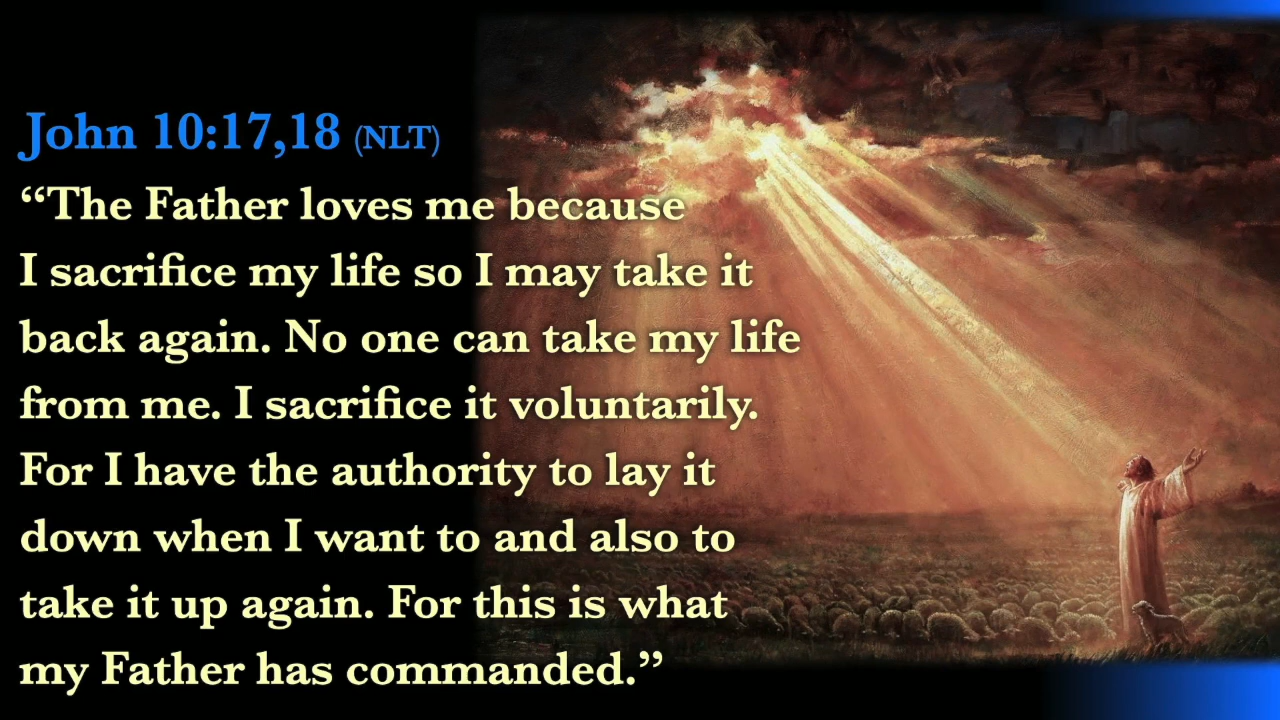 John 10:17,18 (NLT)
“The Father loves me because
I sacrifice my life so I may take it
back again. No one can take my life
from me. I sacrifice it voluntarily.
For I have the authority to lay it
down when I want to and also to
take it up again. For this is what
my Father has commanded.”